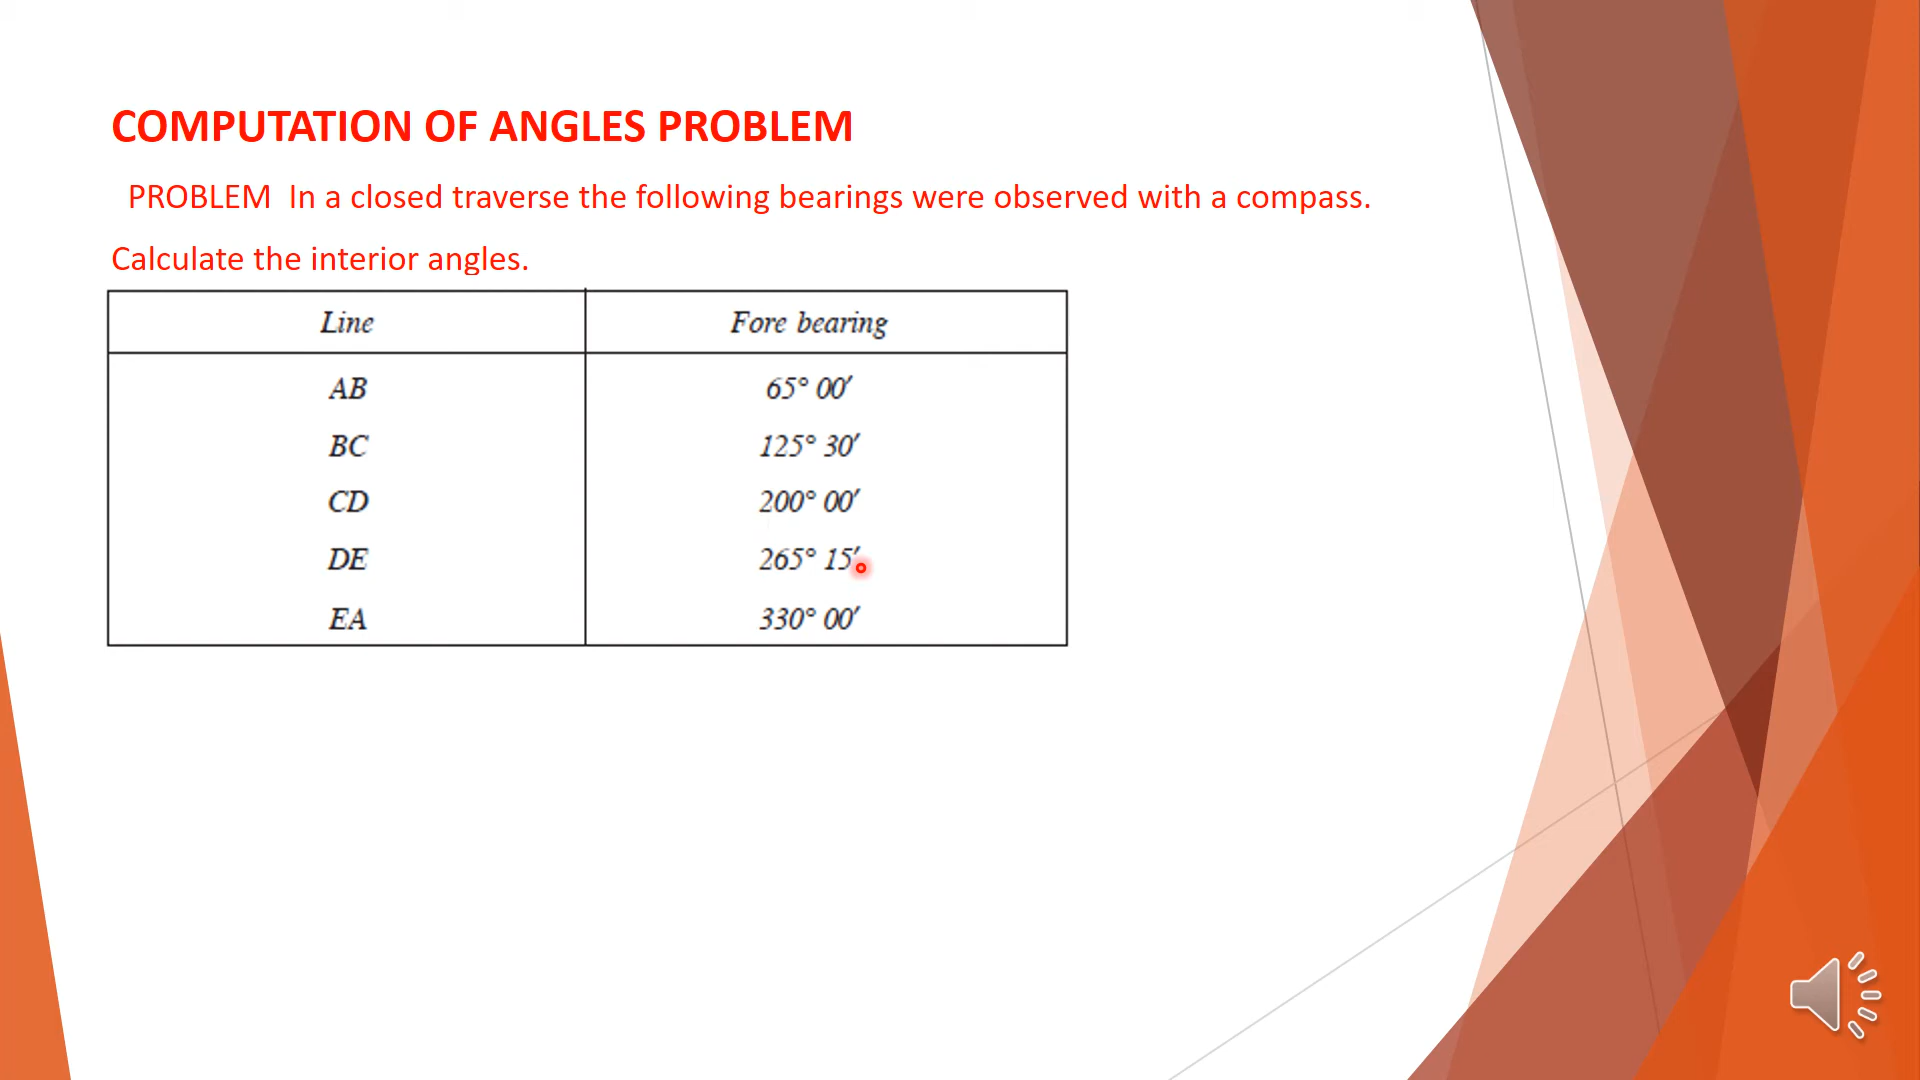 COMPUTATION OF ANGLES PROBLEM
PROBLEM In a closed traverse the following bearings were observed with a compass.
Calculate the interior angles.
Line Fore bearing
AB 65° 00′
BC 125° 30′
CD 200° 00′
DE 265° 15′
EA 330° 00′